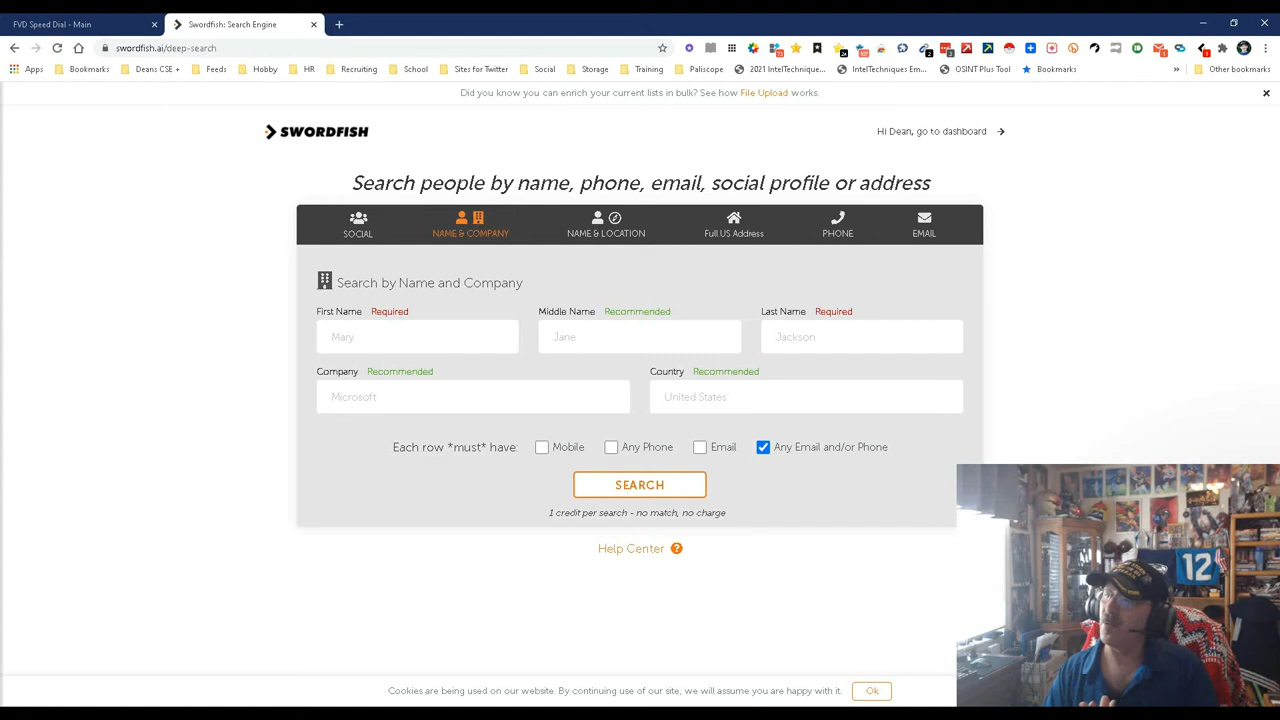 FVD Speed Dial - Main
Swordfish: Search Engine
swordfish.ai/deep-search
Apps Bookmarks Deans CSE + Feeds Hobby HR Recruiting School Sites for Twitter Social Storage Training Paliscope 2021 IntelTechnique... IntelTechniques Em... OSINT Plus Tool Bookmarks » Other bookmarks
Did you know you can enrich your current lists in bulk? See how File Upload works.
SWORDFISH
Hi Dean, go to dashboard
Search people by name, phone, email, social profile or address
SOCIAL NAME & COMPANY NAME & LOCATION Full US Address PHONE EMAIL
Search by Name and Company
First Name Required Middle Name Recommended Last Name Required
Mary Jane Jackson
Company Recommended Country Recommended
Microsoft United States
Each row *must* have: Mobile Any Phone Email Any Email and/or Phone
SEARCH
1 credit per search - no match, no charge
Help Center ?
12
Cookies are being used on our website. By continuing use of our site, we will assume you are happy with it. Ok